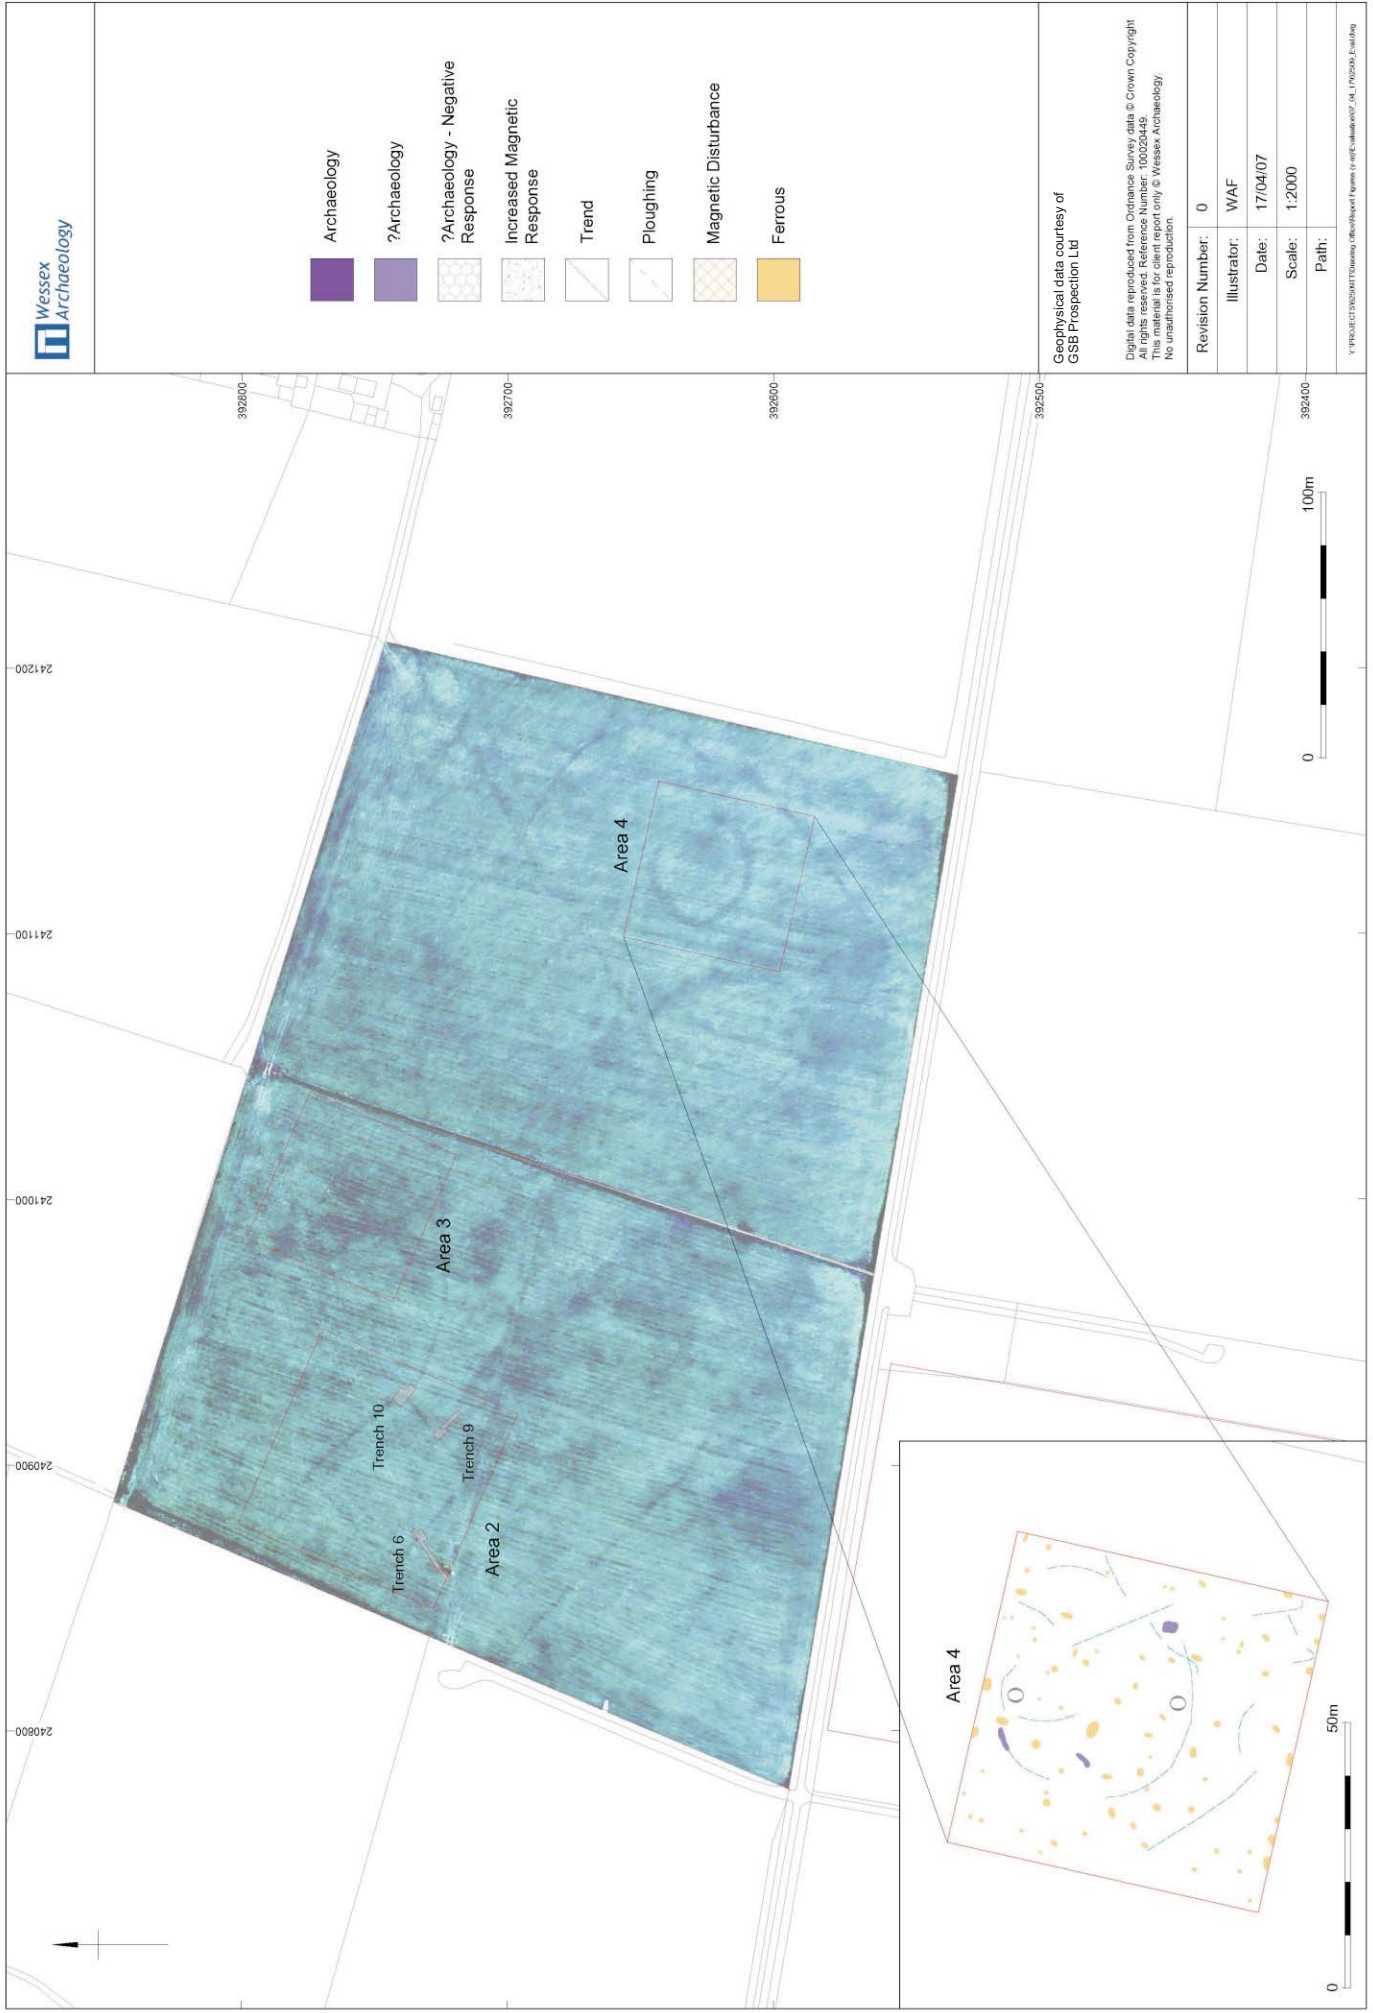 Wessex
Archaeology
Archaeology
?Archaeology
?Archaeology - Negative
Response
Increased Magnetic
Response
Trend
Ploughing
Magnetic Disturbance
Ferrous
Geophysical data courtesy of
GSB Prospection Ltd
Digital data reproduced from Ordnance Survey data © Crown Copyright
All rights reserved. Reference Number: 100020449.
This material is for client report only © Wessex Archaeology.
No unauthorised reproduction.
Revision Number: 0
Illustrator: WAF
Date: 17/04/07
Scale: 1:2000
Path:
392800
392700
392600
392500
392400
241200
241100
241000
240900
240800
Area 4
Area 3
Area 2
Trench 10
Trench 9
Trench 6
0
100m
Area 4
O
O
0
50m